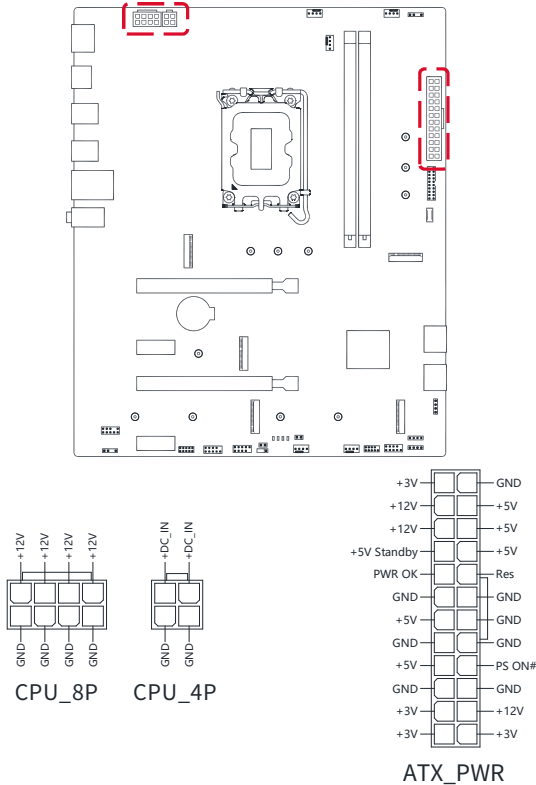 +12V
+12V
+12V
+12V
GND
GND
GND
GND
CPU_8P
+DC_IN
+DC_IN
GND
GND
CPU_4P
+3V GND
+12V +5V
+12V +5V
+5V Standby +5V
PWR OK Res
GND GND
+5V GND
GND GND
+5V PS ON#
GND GND
+3V +12V
+3V +3V
ATX_PWR